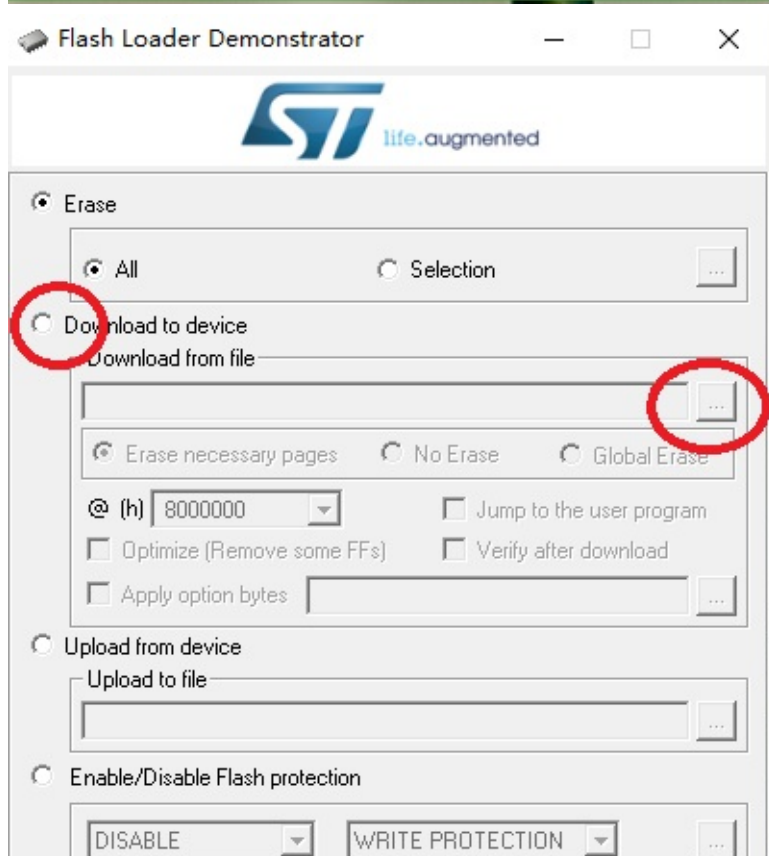 Flash Loader Demonstrator
ST life.augmented
Erase
All Selection ...
Download to device
Download from file
...
Erase necessary pages No Erase Global Erase
@ (h) 8000000 Jump to the user program
Optimize (Remove some FFs) Verify after download
Apply option bytes ...
Upload from device
Upload to file
...
Enable/Disable Flash protection
DISABLE WRITE PROTECTION ...